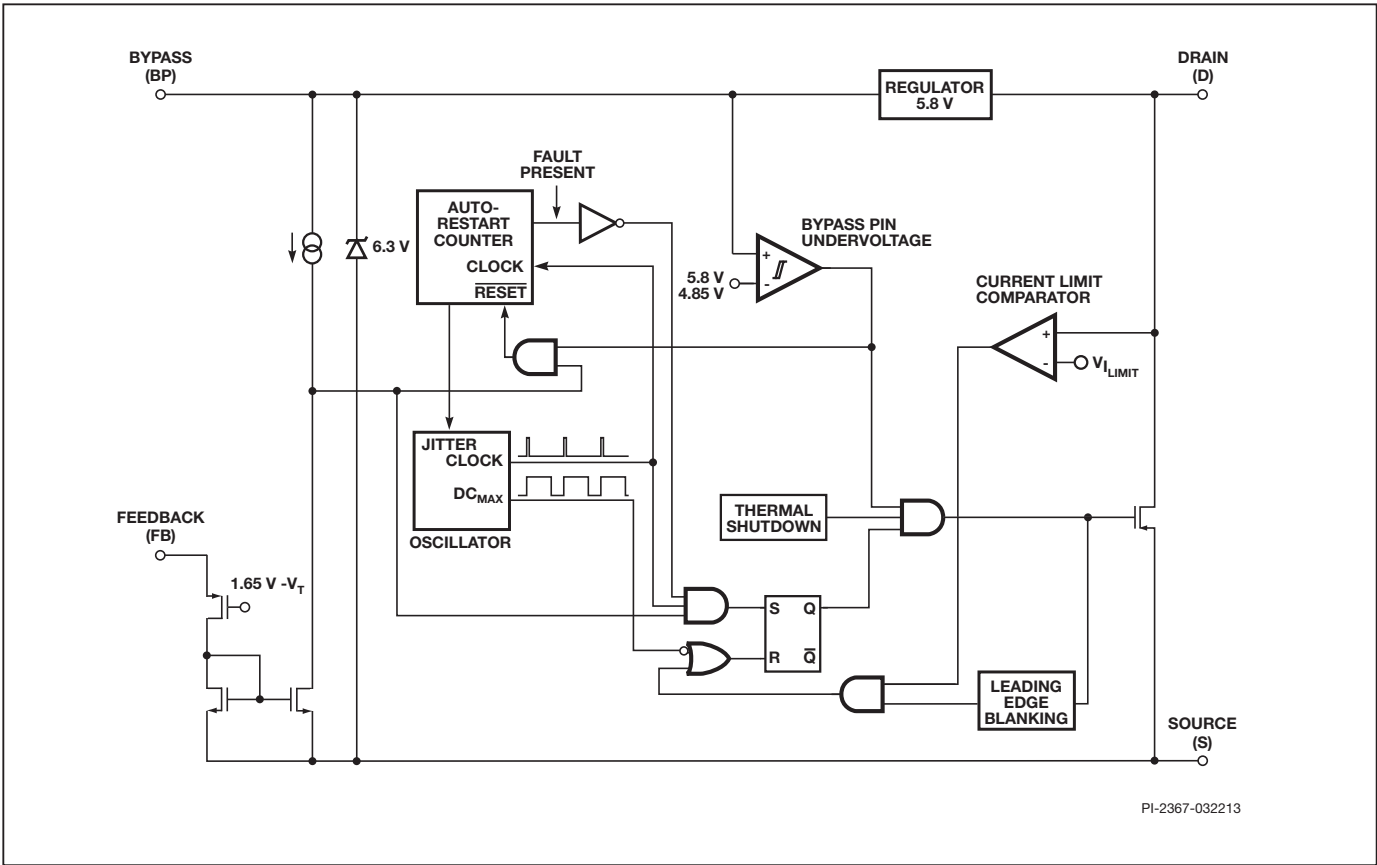 BYPASS
(BP)
DRAIN
(D)
REGULATOR
5.8 V
FAULT
PRESENT
AUTO-
RESTART
COUNTER
CLOCK
RESET
6.3 V
BYPASS PIN
UNDERVOLTAGE
+
-
5.8 V
4.85 V
CURRENT LIMIT
COMPARATOR
+
-
VILIMIT
JITTER
CLOCK
DCMAX
OSCILLATOR
THERMAL
SHUTDOWN
FEEDBACK
(FB)
1.65 V -VT
S Q
R Q̅
LEADING
EDGE
BLANKING
SOURCE
(S)
PI-2367-032213